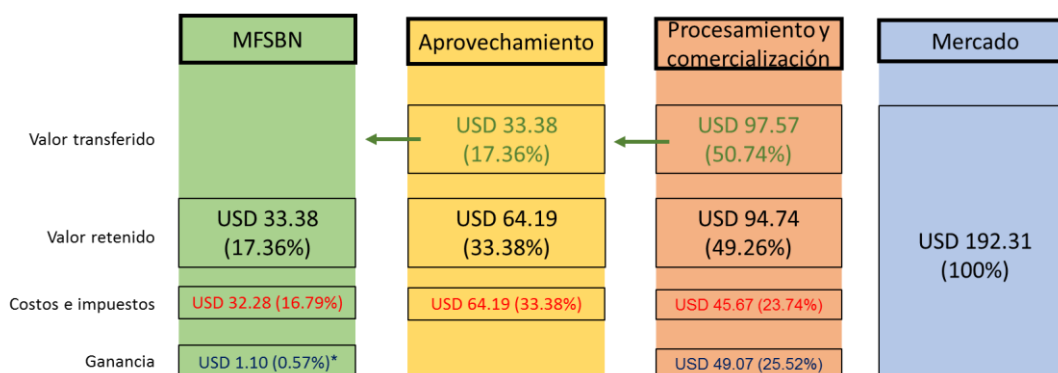 MFSBN
Aprovechamiento
Procesamiento y
comercialización
Mercado
Valor transferido
USD 33.38
(17.36%)
USD 97.57
(50.74%)
Valor retenido
USD 33.38
(17.36%)
USD 64.19
(33.38%)
USD 94.74
(49.26%)
USD 192.31
(100%)
Costos e impuestos
USD 32.28 (16.79%)
USD 64.19 (33.38%)
USD 45.67 (23.74%)
Ganancia
USD 1.10 (0.57%)*
USD 49.07 (25.52%)